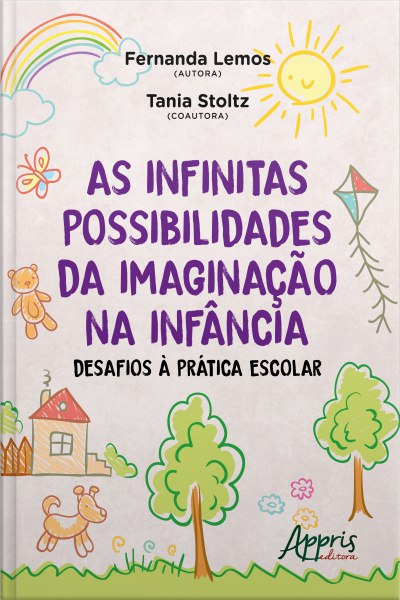 Fernanda Lemos
(AUTORA)
Tania Stoltz
(COAUTORA)
AS INFINITAS
POSSIBILIDADES
DA IMAGINAÇÃO
NA INFÂNCIA
DESAFIOS À PRÁTICA ESCOLAR
Appris
editora